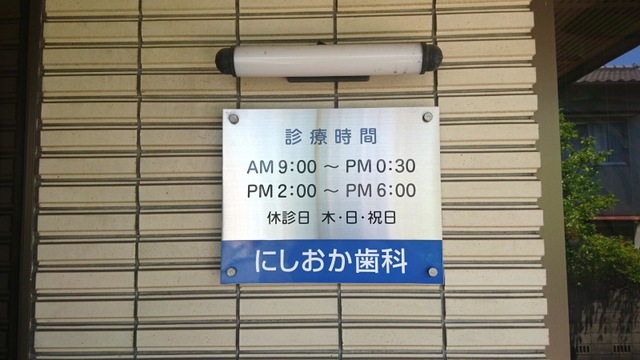 診療時間
AM 9:00 ～ PM 0:30
PM 2:00 ～ PM 6:00
休診日 木・日・祝日
にしおか歯科